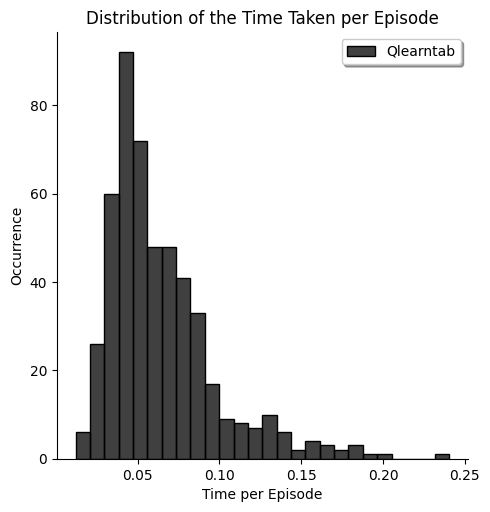 Distribution of the Time Taken per Episode
Qlearntab
80
60
40
20
0
Occurrence
0.05 0.10 0.15 0.20 0.25
Time per Episode